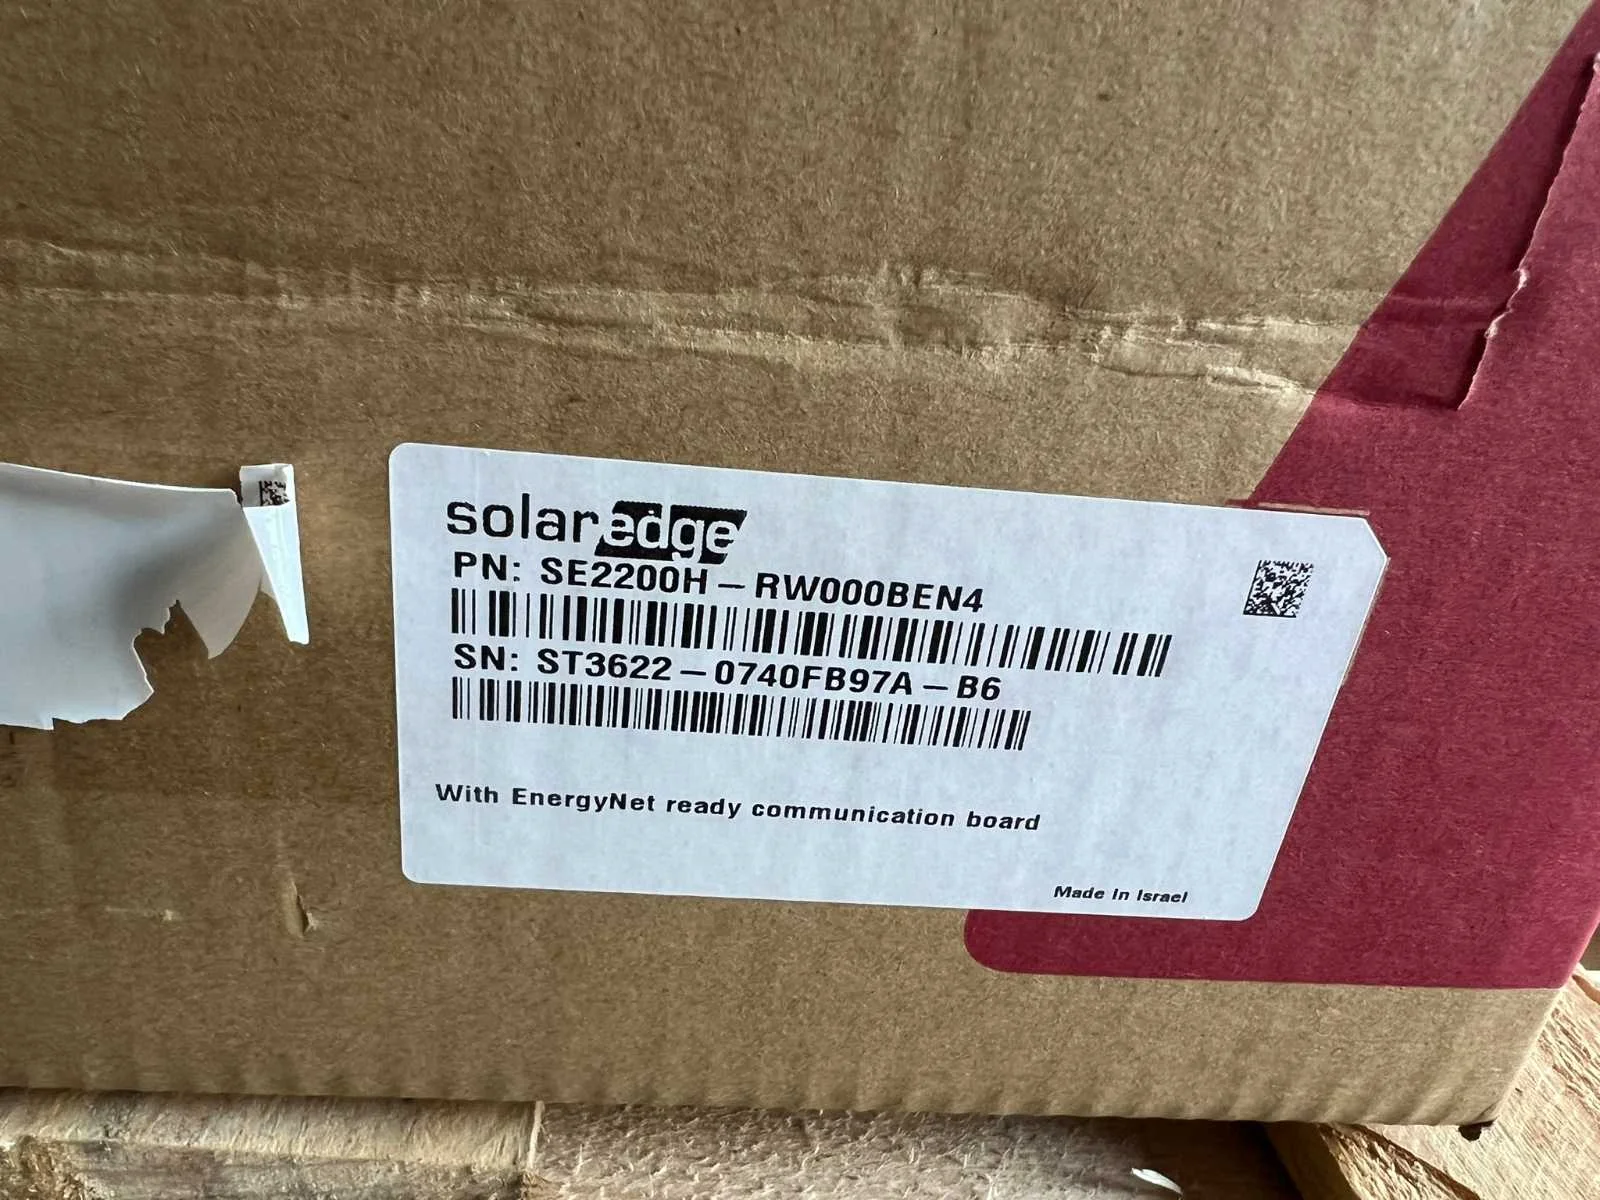 solaredge
PN: SE2200H-RW000BEN4
SN: ST3622-0740FB97A-B6
With EnergyNet ready communication board
Made in Israel